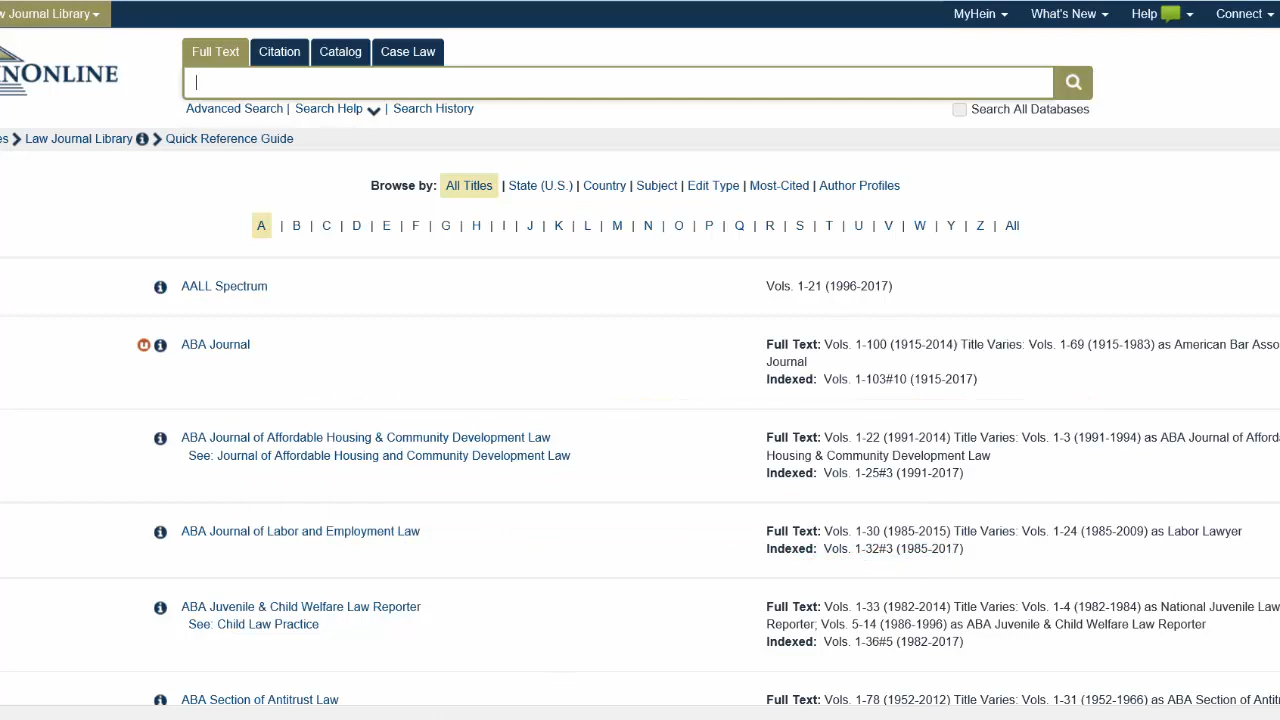 w Journal Library MyHein What's New Help Connect
Full Text Citation Catalog Case Law
NONLINE
Advanced Search | Search Help | Search History Search All Databases
es Law Journal Library Quick Reference Guide
Browse by: All Titles | State (U.S.) | Country | Subject | Edit Type | Most-Cited | Author Profiles
A | B | C | D | E | F | G | H | I | J | K | L | M | N | O | P | Q | R | S | T | U | V | W | Y | Z | All
AALL Spectrum Vols. 1-21 (1996-2017)
ABA Journal Full Text: Vols. 1-100 (1915-2014) Title Varies: Vols. 1-69 (1915-1983) as American Bar Asso
Journal
Indexed: Vols. 1-103#10 (1915-2017)
ABA Journal of Affordable Housing & Community Development Law Full Text: Vols. 1-22 (1991-2014) Title Varies: Vols. 1-3 (1991-1994) as ABA Journal of Afford
See: Journal of Affordable Housing and Community Development Law Housing & Community Development Law
Indexed: Vols. 1-25#3 (1991-2017)
ABA Journal of Labor and Employment Law Full Text: Vols. 1-30 (1985-2015) Title Varies: Vols. 1-24 (1985-2009) as Labor Lawyer
Indexed: Vols. 1-32#3 (1985-2017)
ABA Juvenile & Child Welfare Law Reporter Full Text: Vols. 1-33 (1982-2014) Title Varies: Vols. 1-4 (1982-1984) as National Juvenile Law
See: Child Law Practice Reporter; Vols. 5-14 (1986-1996) as ABA Juvenile & Child Welfare Law Reporter
Indexed: Vols. 1-36#5 (1982-2017)
ABA Section of Antitrust Law Full Text: Vols. 1-78 (1952-2012) Title Varies: Vols. 1-31 (1952-1966) as ABA Section of Antit